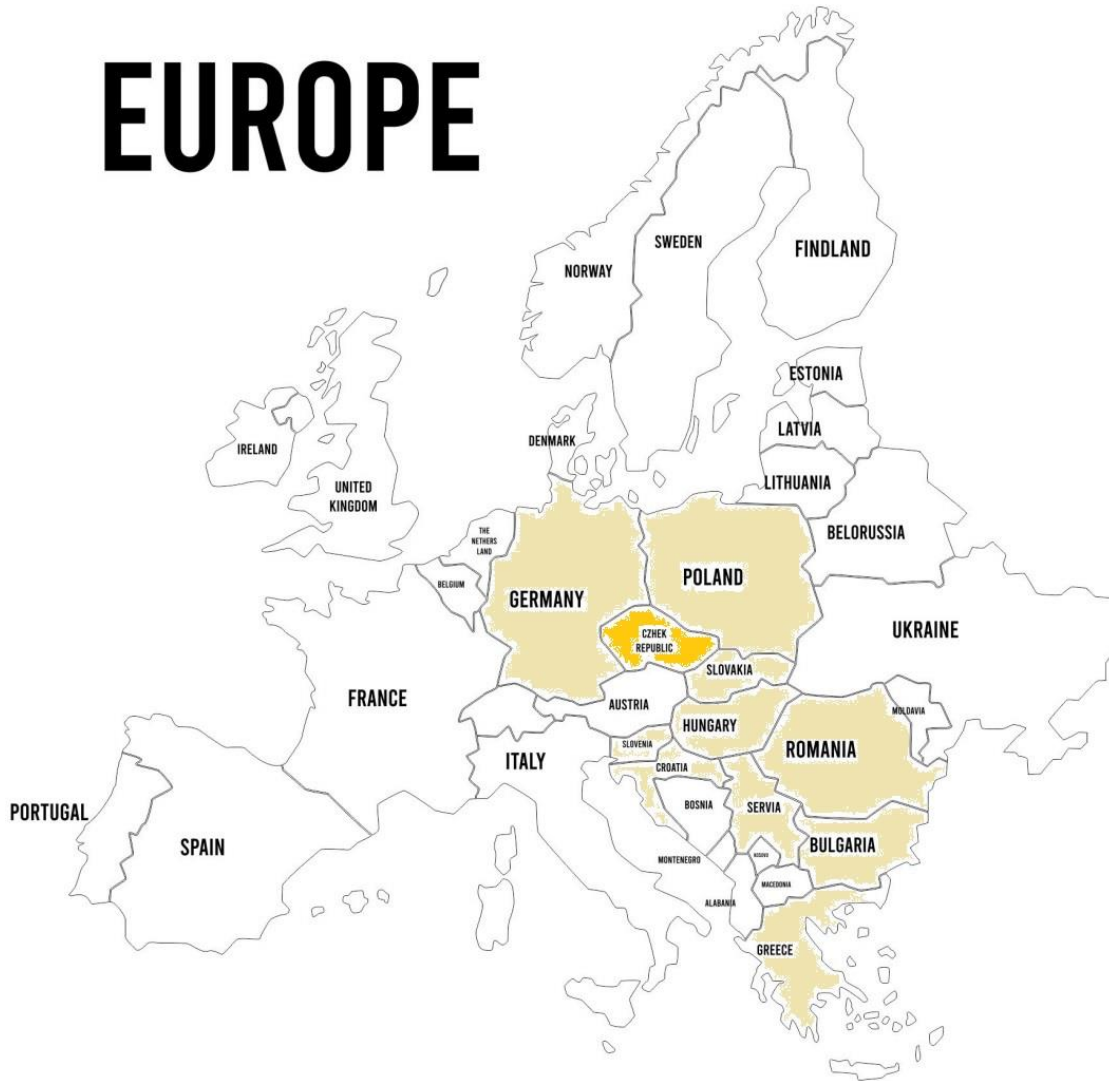 EUROPE
NORWAY
SWEDEN
FINDLAND
ESTONIA
LATVIA
LITHUANIA
BELORUSSIA
DENMARK
IRELAND
UNITED
KINGDOM
THE
NETHERS
LAND
BELGIUM
GERMANY
POLAND
CZHEK
REPUBLIC
SLOVAKIA
UKRAINE
FRANCE
AUSTRIA
HUNGARY
MOLDAVIA
ROMANIA
SLOVENIA
ITALY
CROATIA
BOSNIA
SERVIA
PORTUGAL
SPAIN
BULGARIA
MONTENEGRO
KOSOVO
MACEDONIA
ALABANIA
GREECE